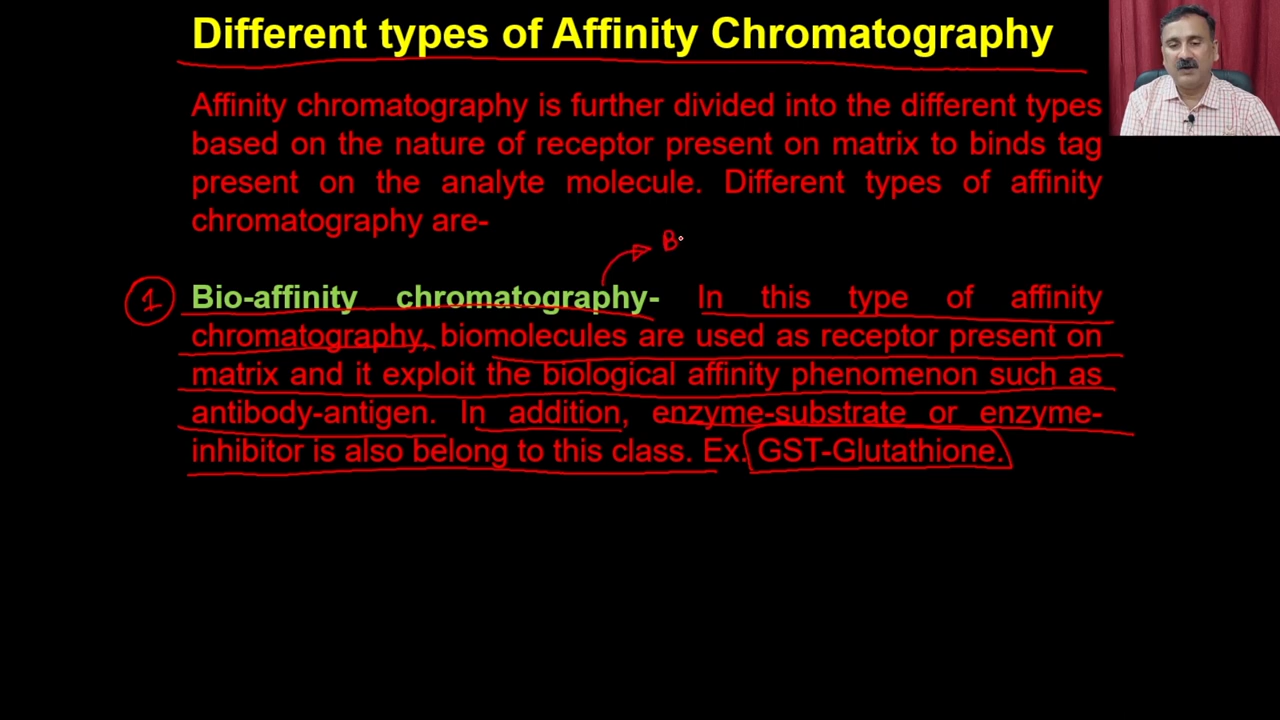 Different types of Affinity Chromatography
Affinity chromatography is further divided into the different types
based on the nature of receptor present on matrix to binds tag
present on the analyte molecule. Different types of affinity
chromatography are-
B
1 Bio-affinity chromatography- In this type of affinity
chromatography, biomolecules are used as receptor present on
matrix and it exploit the biological affinity phenomenon such as
antibody-antigen. In addition, enzyme-substrate or enzyme-
inhibitor is also belong to this class. Ex. GST-Glutathione.